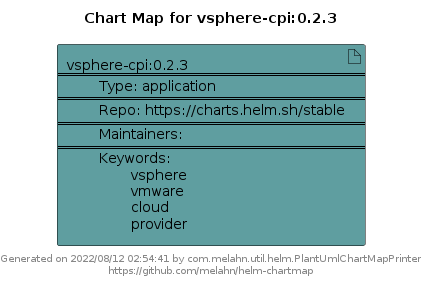 Chart Map for vsphere-cpi:0.2.3
vsphere-cpi:0.2.3
Type: application
Repo: https://charts.helm.sh/stable
Maintainers:
Keywords:
vsphere
vmware
cloud
provider
Generated on 2022/08/12 02:54:41 by com.melahn.util.helm.PlantUmlChartMapPrinter
https://github.com/melahn/helm-chartmap